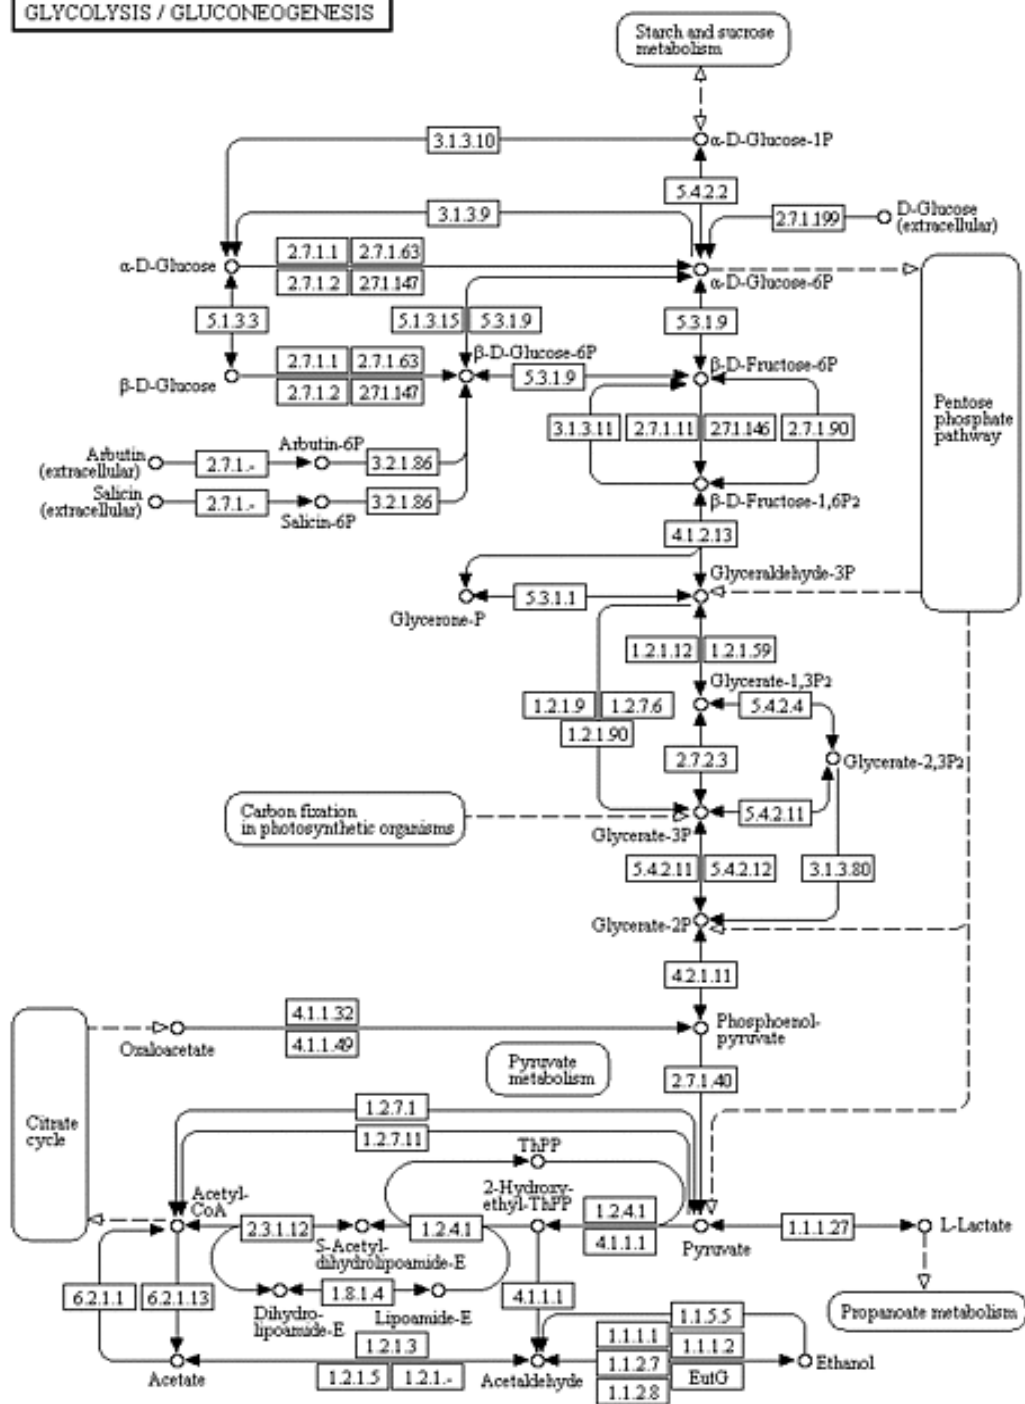 GLYCOLYSIS / GLUCONEOGENESIS
Starch and sucrose
metabolism
3.1.3.10
α-D-Glucose-1P
5.4.2.2
3.1.3.9
2.7.1.199
D-Glucose
(extracellular)
2.7.1.1
2.7.1.63
α-D-Glucose
2.7.1.2
2.7.1.147
α-D-Glucose-6P
5.1.3.3
5.1.3.15
5.3.1.9
5.3.1.9
2.7.1.1
2.7.1.63
β-D-Glucose-6P
β-D-Fructose-6P
β-D-Glucose
2.7.1.2
2.7.1.147
5.3.1.9
Pentose
phosphate
pathway
3.1.3.11
2.7.1.11
2.7.1.146
2.7.1.90
Arbutin
(extracellular)
2.7.1.-
Arbutin-6P
3.2.1.86
Salicin
(extracellular)
2.7.1.-
Salicin-6P
3.2.1.86
β-D-Fructose-1,6P2
4.1.2.13
Glyceraldehyde-3P
5.3.1.1
Glycerone-P
1.2.1.12
1.2.1.59
Glycerate-1,3P2
1.2.1.9
1.2.7.6
5.4.2.4
1.2.1.90
2.7.2.3
Glycerate-2,3P2
Carbon fixation
in photosynthetic organisms
5.4.2.11
Glycerate-3P
5.4.2.11
5.4.2.12
3.1.3.80
Glycerate-2P
4.2.1.11
4.1.1.32
Oxaloacetate
4.1.1.49
Phosphoenol-
pyruvate
Pyruvate
metabolism
2.7.1.40
Citrate
cycle
1.2.7.1
1.2.7.11
ThPP
Acetyl-
CoA
2-Hydroxy-
ethyl-ThPP
1.2.4.1
2.3.1.12
1.2.4.1
4.1.1.1
Pyruvate
1.1.1.27
L-Lactate
S-Acetyl-
dihydrolipoamide-E
6.2.1.1
6.2.1.13
1.8.1.4
4.1.1.1
Dihydro-
lipoamide-E
Lipoamide-E
Propanoate metabolism
1.1.5.5
1.1.1.1
1.1.1.2
1.2.1.3
1.1.2.7
Ethanol
Acetate
1.2.1.5
1.2.1.-
Acetaldehyde
EutG
1.1.2.8